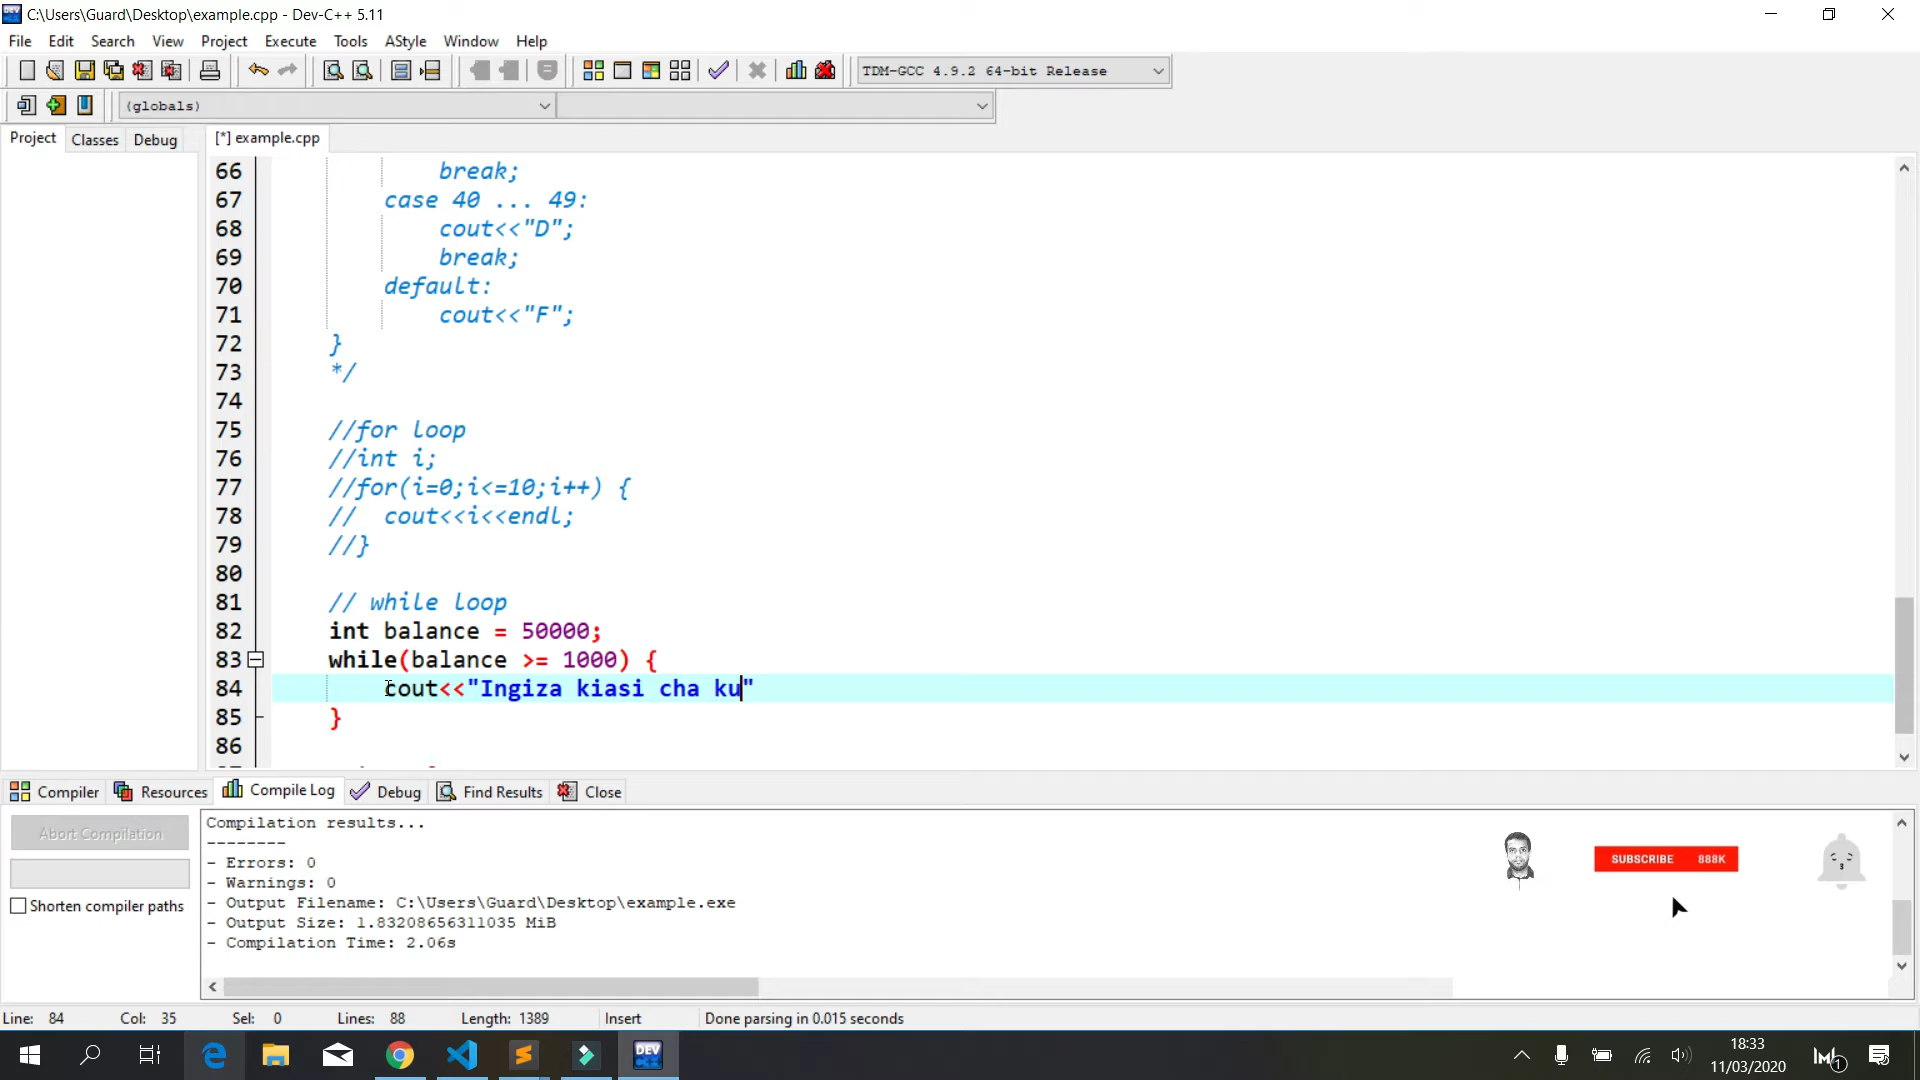 C:\Users\Guard\Desktop\example.cpp - Dev-C++ 5.11
File Edit Search View Project Execute Tools AStyle Window Help
TDM-GCC 4.9.2 64-bit Release
(globals)
Project Classes Debug [*] example.cpp
66 break;
67 case 40 ... 49:
68 cout<<"D";
69 break;
70 default:
71 cout<<"F";
72 }
73 */
74
75 //for loop
76 //int i;
77 //for(i=0;i<=10;i++) {
78 // cout<<i<<endl;
79 //}
80
81 // while loop
82 int balance = 50000;
83 while(balance >= 1000) {
84 cout<<"Ingiza kiasi cha ku"
85 }
86
Compiler Resources Compile Log Debug Find Results Close
Abort Compilation
Shorten compiler paths
Compilation results...
--------
- Errors: 0
- Warnings: 0
- Output Filename: C:\Users\Guard\Desktop\example.exe
- Output Size: 1.83208656311035 MiB
- Compilation Time: 2.06s
SUBSCRIBE 888K
Line: 84 Col: 35 Sel: 0 Lines: 88 Length: 1389 Insert Done parsing in 0.015 seconds
DEV
18:33
11/03/2020
1